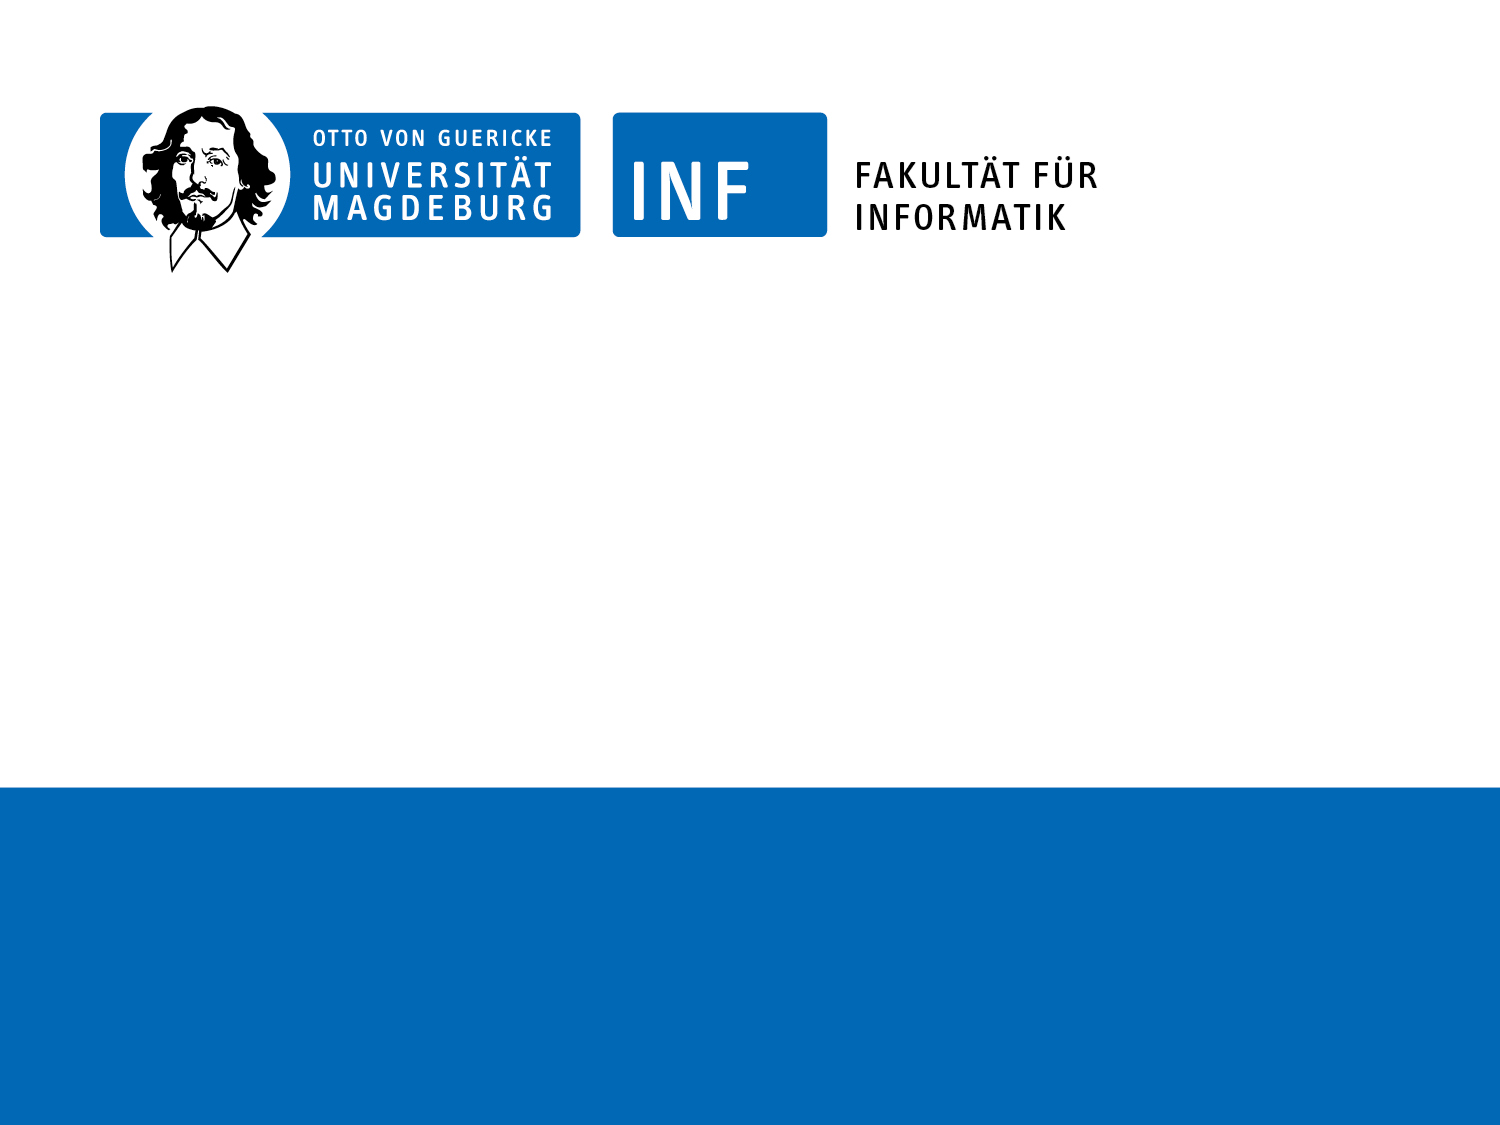 OTTO VON GUERICKE
UNIVERSITÄT
MAGDEBURG
INF
FAKULTÄT FÜR
INFORMATIK